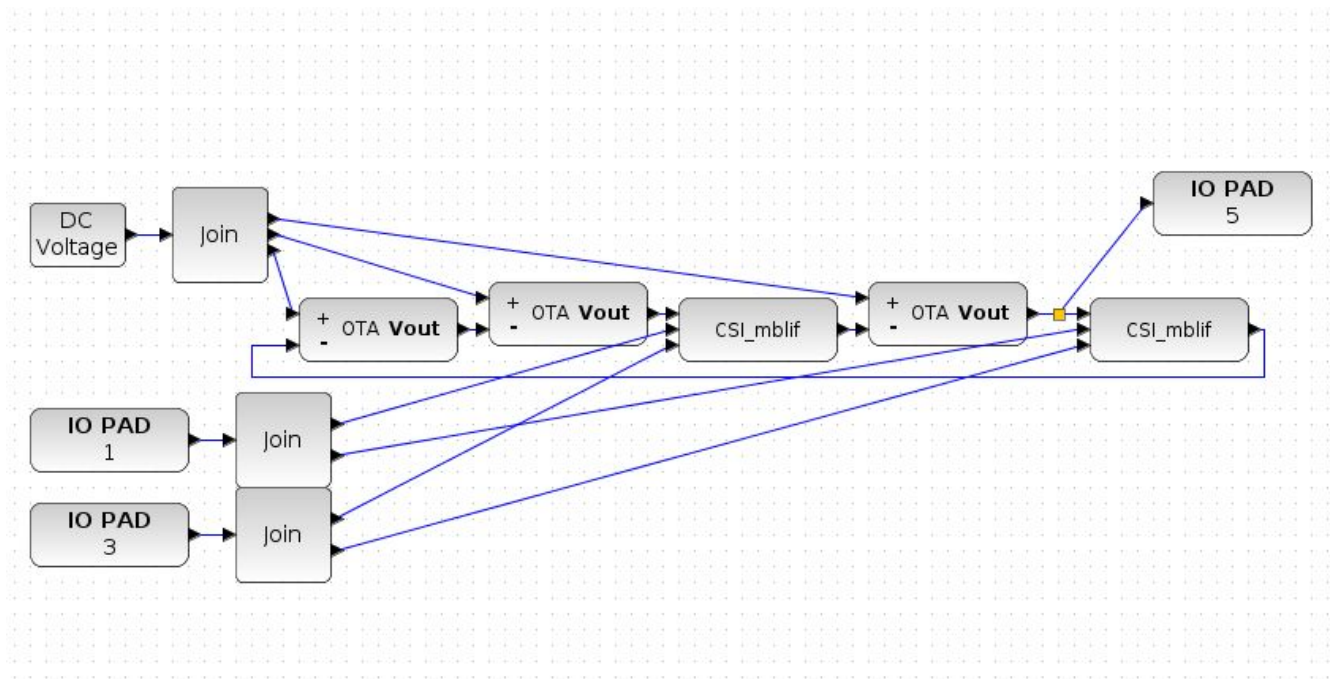 IO PAD
5
DC
Voltage
Join
+
-
OTA Vout
+
-
OTA Vout
CSI_mblif
+
-
OTA Vout
CSI_mblif
IO PAD
1
Join
IO PAD
3
Join